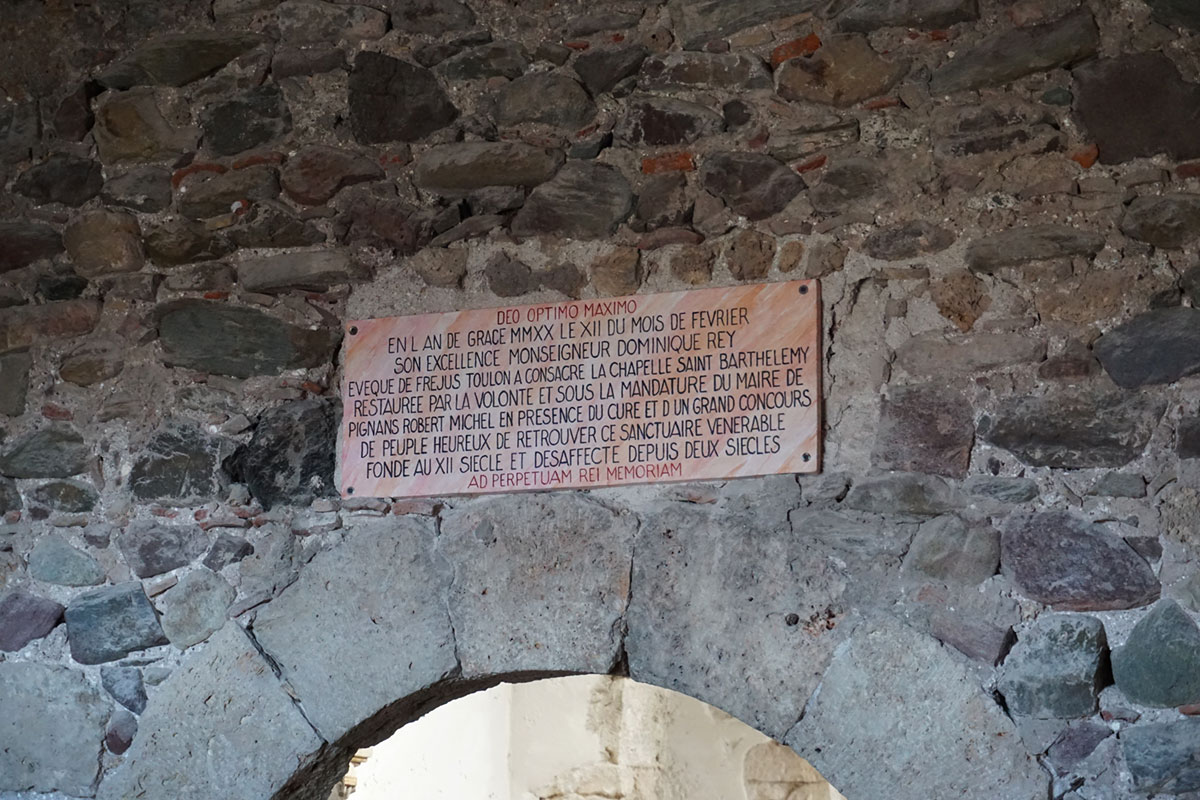 DEO OPTIMO MAXIMO
EN L AN DE GRACE MMXX LE XII DU MOIS DE FEVRIER
SON EXCELLENCE MONSEIGNEUR DOMINIQUE REY
EVEQUE DE FREJUS TOULON A CONSACRE LA CHAPELLE SAINT BARTHELEMY
RESTAUREE PAR LA VOLONTE ET SOUS LA MANDATURE DU MAIRE DE
PIGNANS ROBERT MICHEL EN PRESENCE DU CURE ET D UN GRAND CONCOURS
DE PEUPLE HEUREUX DE RETROUVER CE SANCTUAIRE VENERABLE
FONDE AU XII SIECLE ET DESAFFECTE DEPUIS DEUX SIECLES
AD PERPETUAM REI MEMORIAM